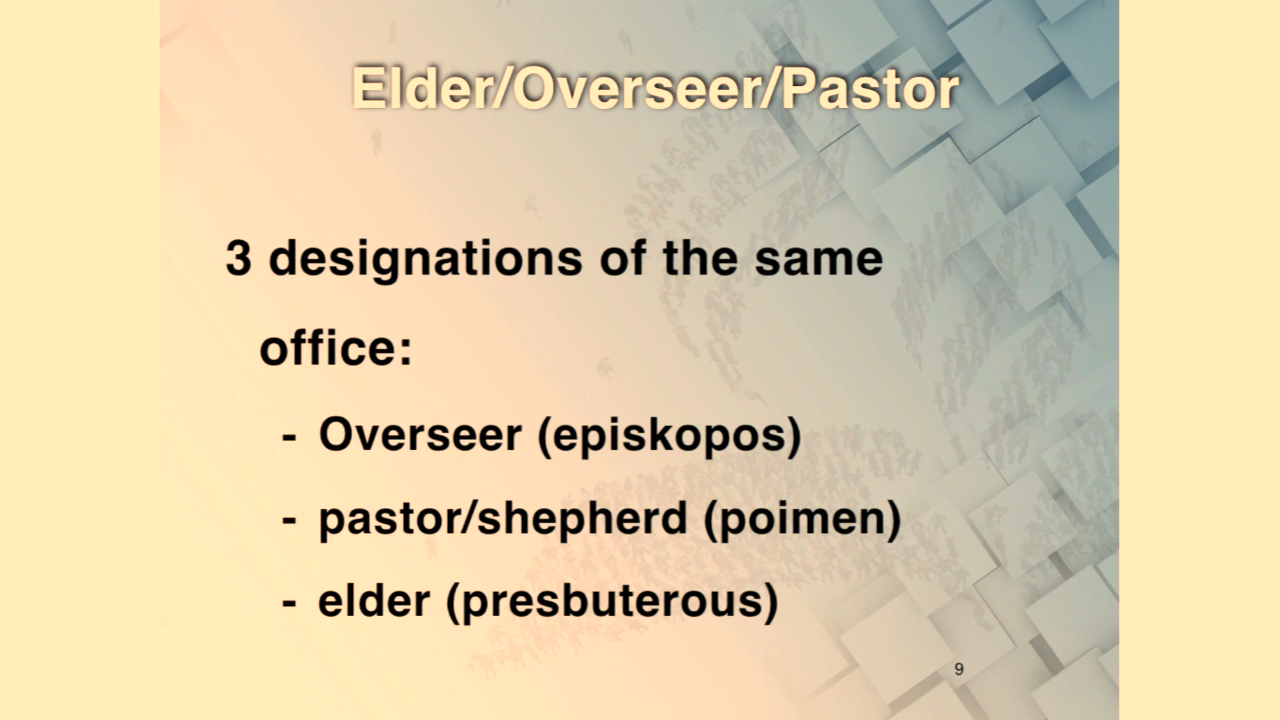 Elder/Overseer/Pastor
3 designations of the same
office:
- Overseer (episkopos)
- pastor/shepherd (poimen)
- elder (presbuterous)
9